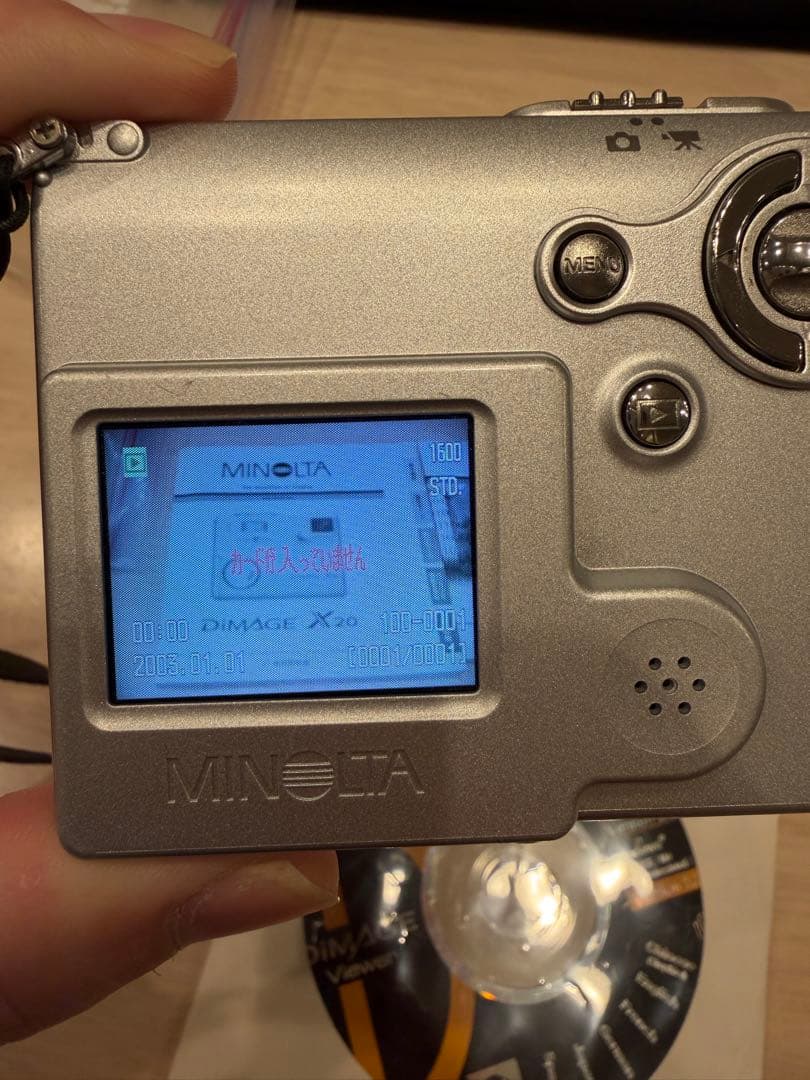 MENU
1600
STD.
MINOLTA
カードが入っていません
DiMAGE X20
00:00
100-0001
2003.01.01
[0001/0001]
MINOLTA
DiMAGE
Viewer